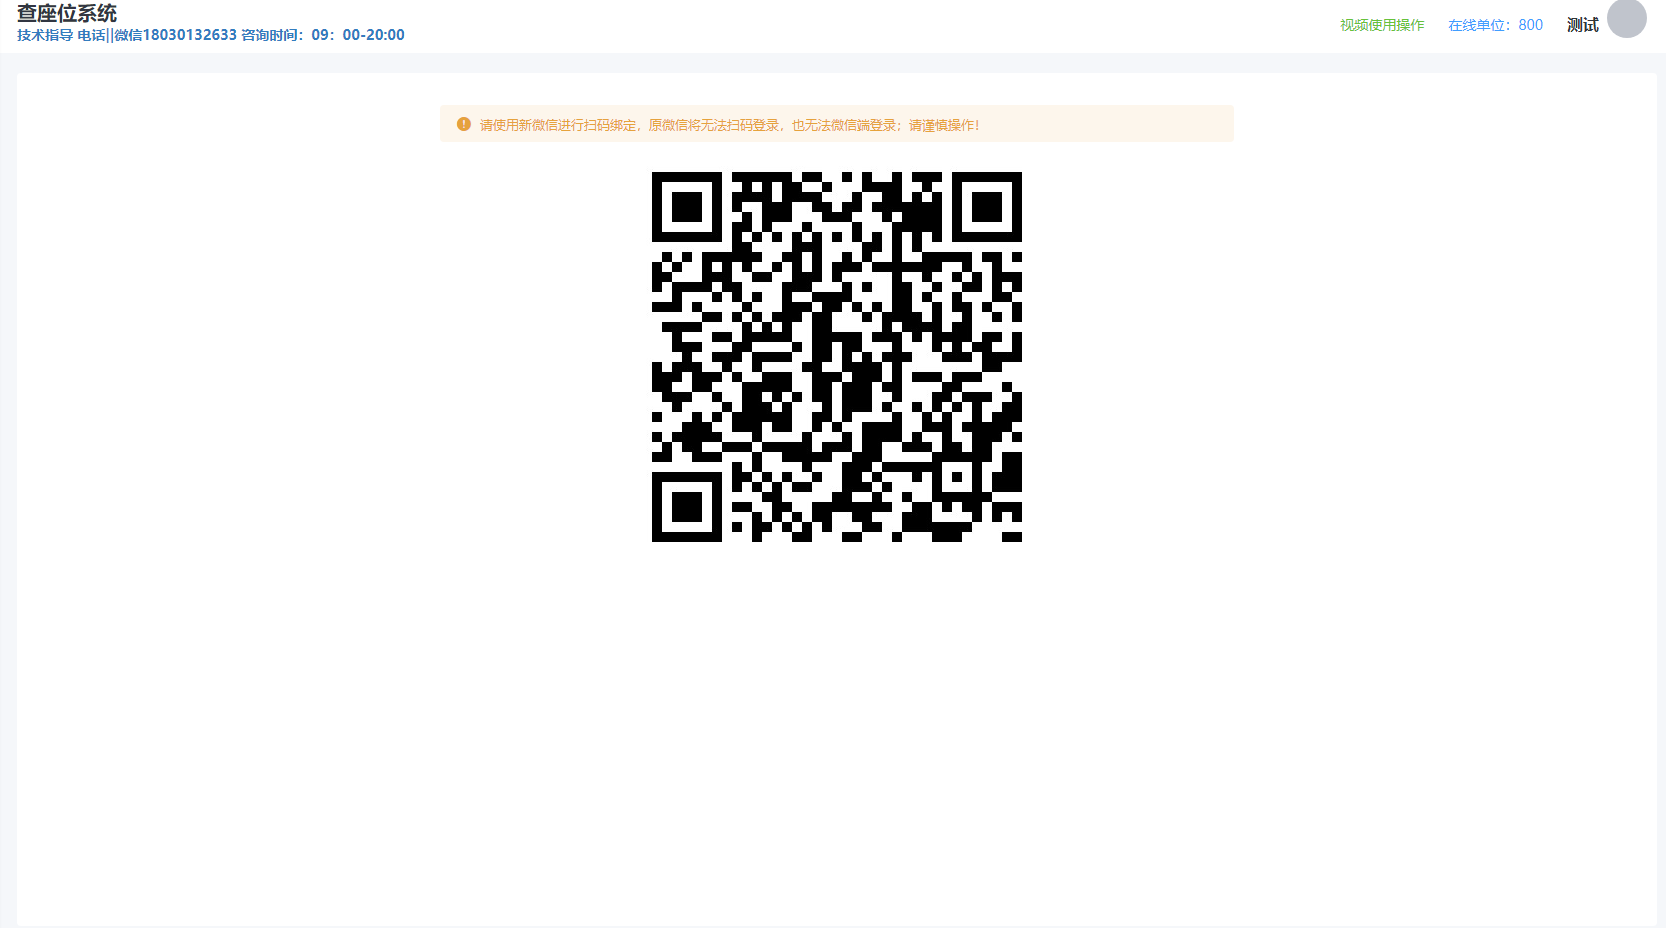 查座位系统
技术指导 电话||微信18030132633 咨询时间：09：00-20:00
视频使用操作 在线单位：800 测试
请使用新微信进行扫码绑定，原微信将无法扫码登录，也无法微信端登录；请谨慎操作！